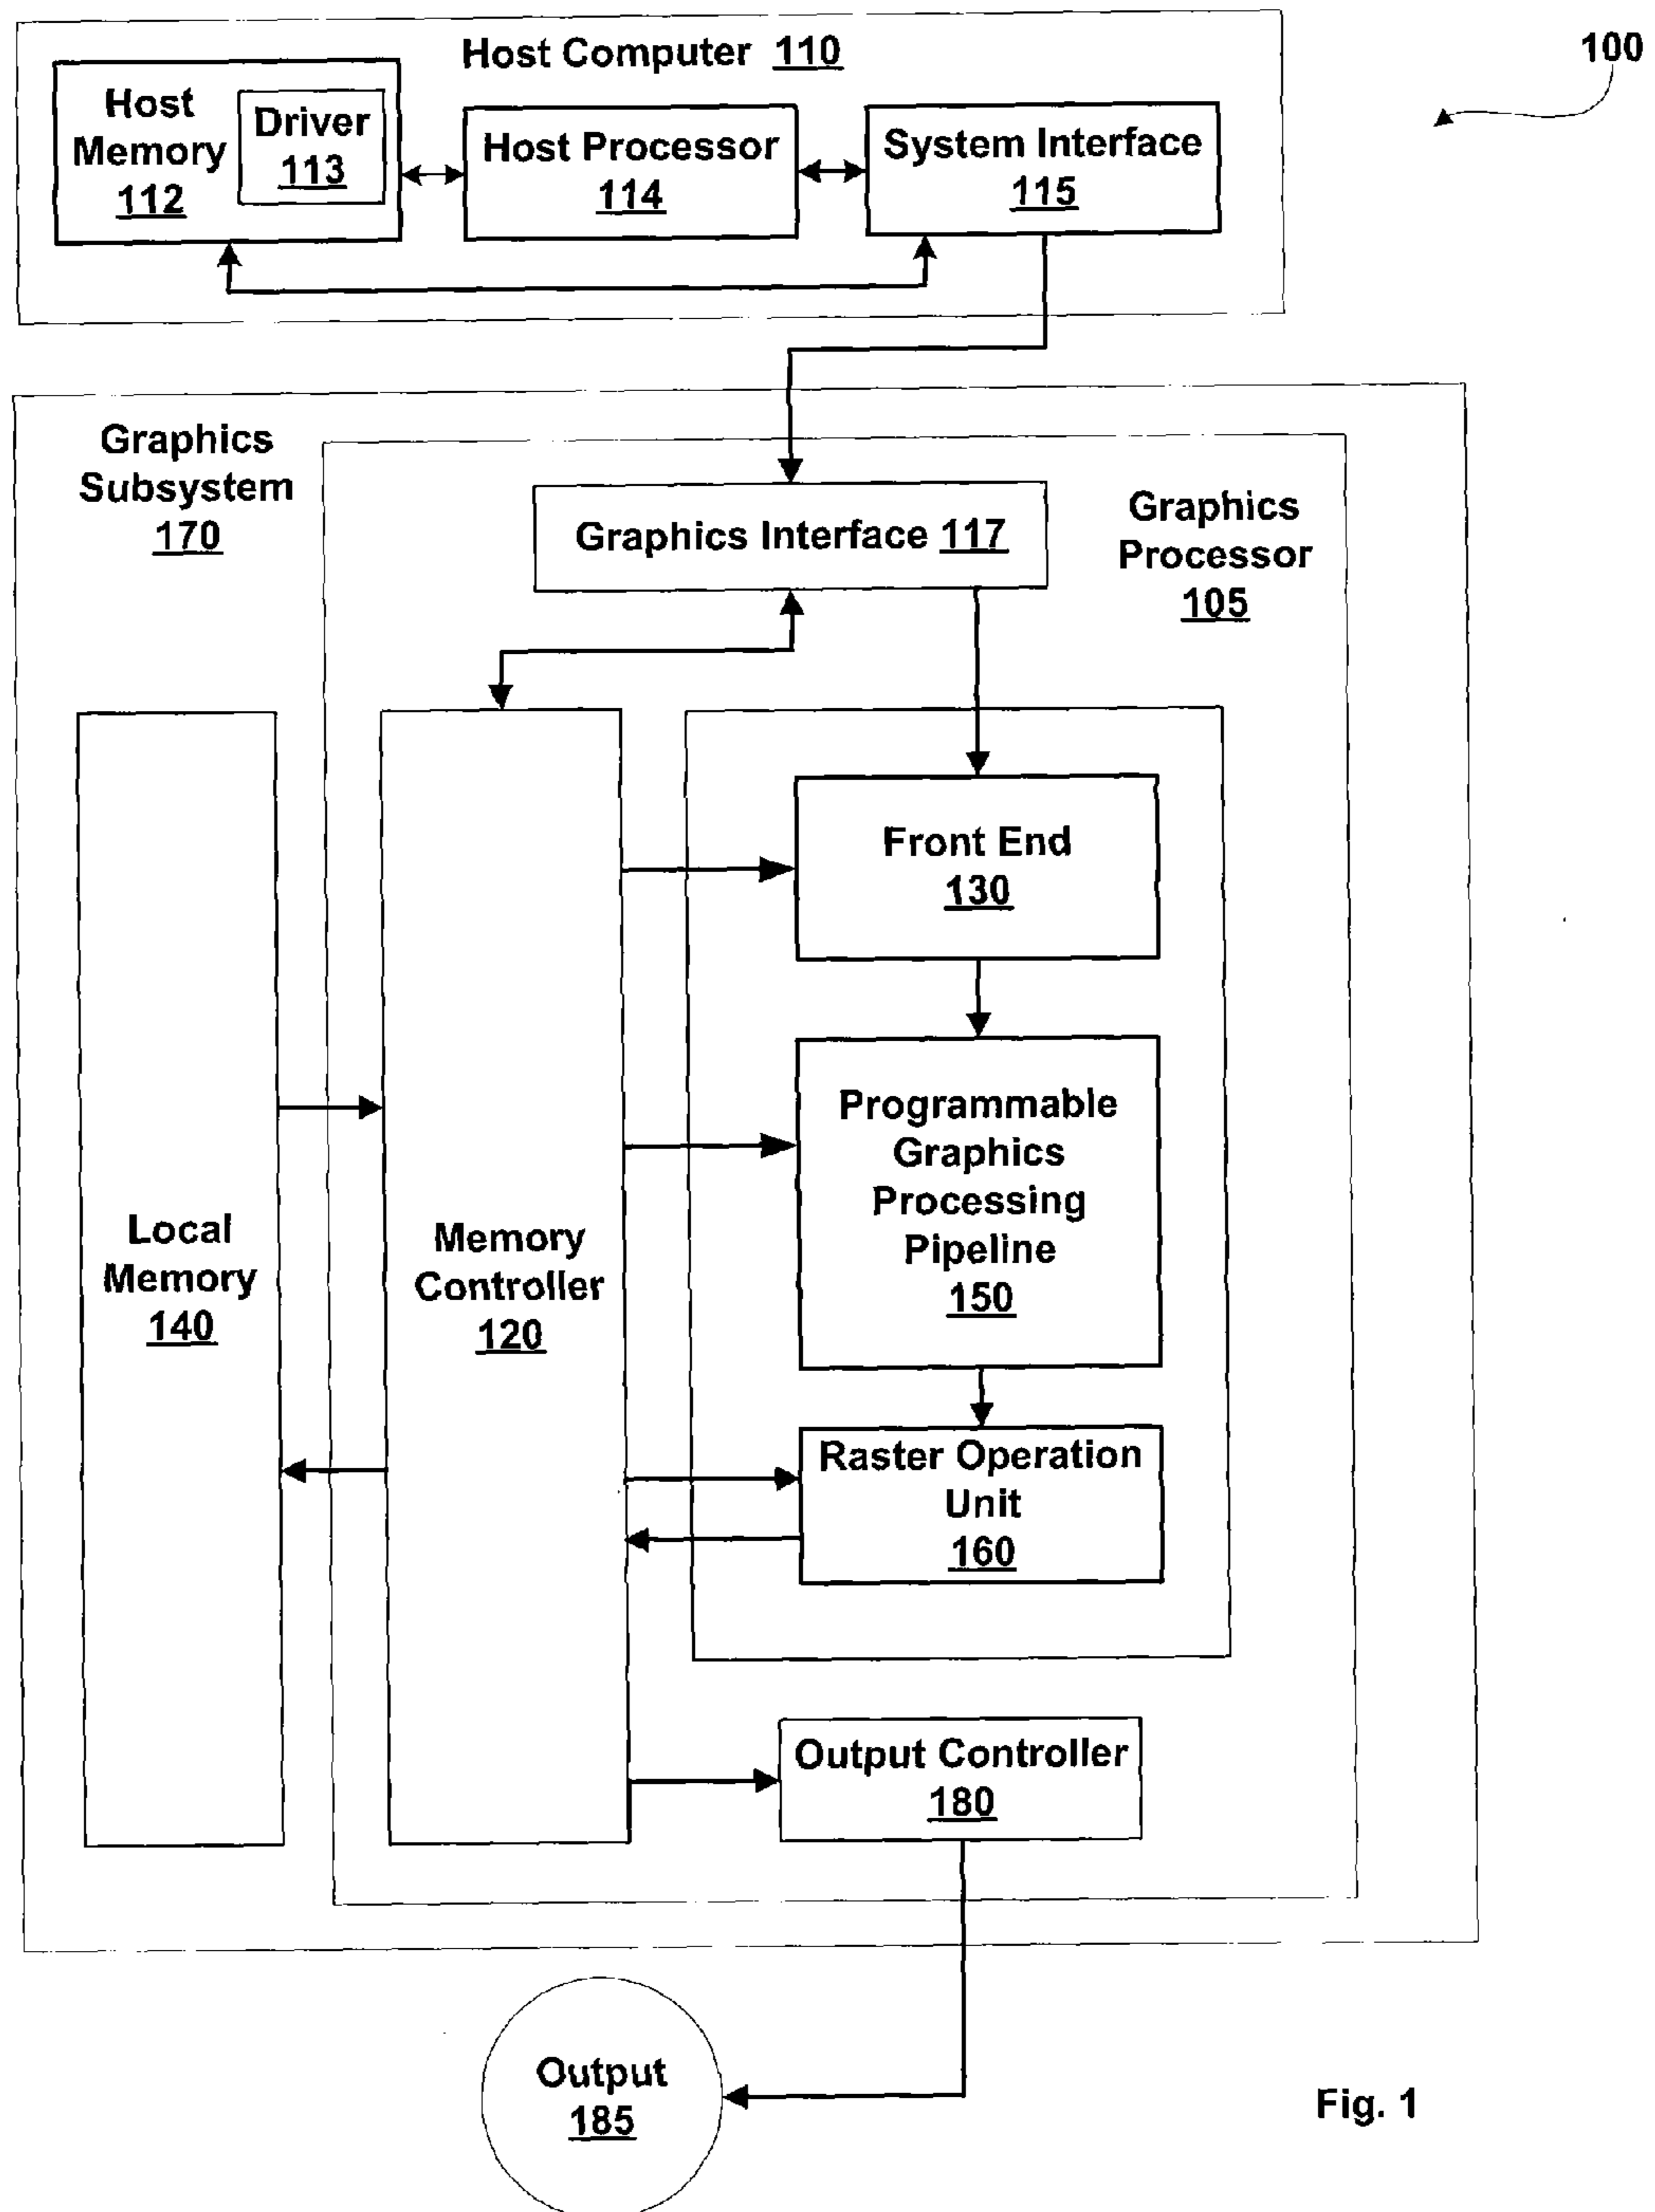 Host Computer 110
100
Host
Memory
112
Driver
113
Host Processor
114
System Interface
115
Graphics
Subsystem
170
Graphics Interface 117
Graphics
Processor
105
Front End
130
Programmable
Graphics
Processing
Pipeline
150
Local
Memory
140
Memory
Controller
120
Raster Operation
Unit
160
Output Controller
180
Output
185
Fig. 1